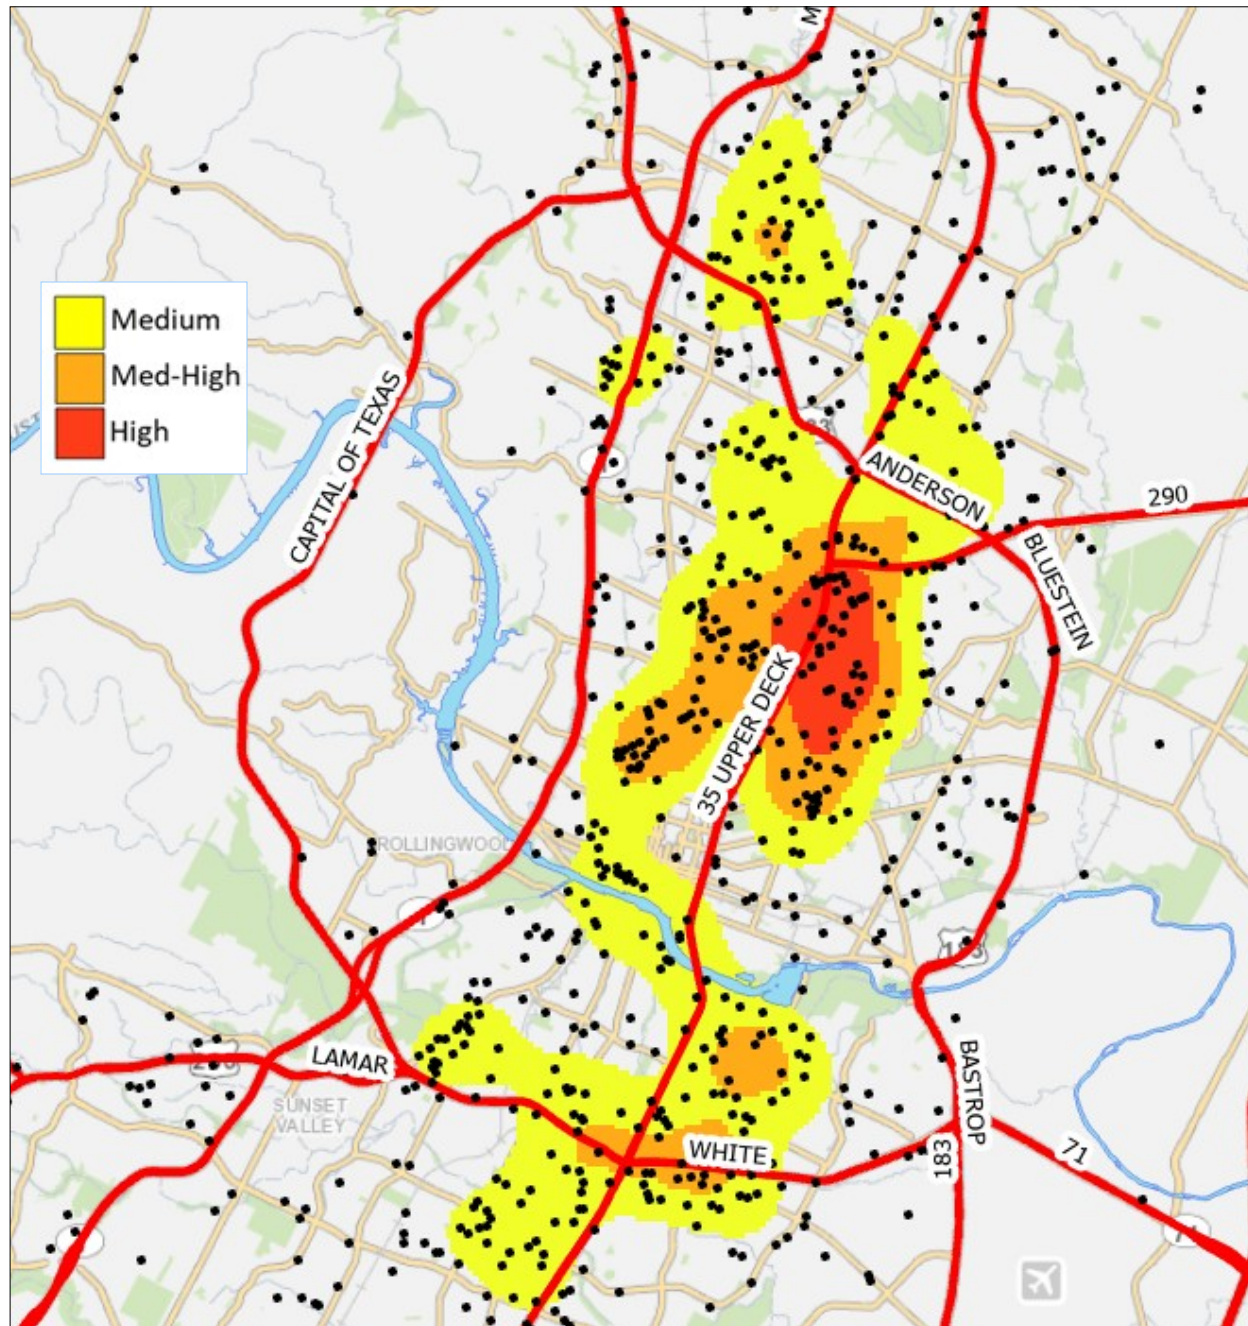 M
Medium
Med-High
High
CAPITAL OF TEXAS
ANDERSON
290
BLUESTEIN
35 UPPER DECK
ROLLINGWOOD
183
LAMAR
SUNSET
VALLEY
WHITE
BASTROP
183
71